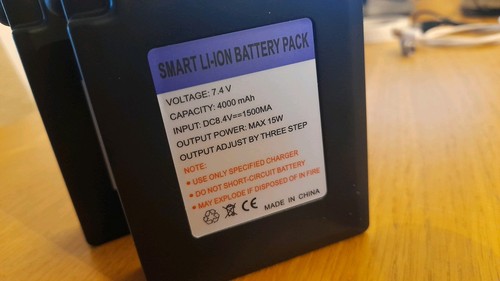 SMART LI-ION BATTERY PACK
VOLTAGE: 7.4 V
CAPACITY: 4000 mAh
INPUT: DC8.4V==1500MA
OUTPUT POWER: MAX 15W
OUTPUT ADJUST BY THREE STEP
NOTE:
• USE ONLY SPECIFIED CHARGER
• DO NOT SHORT-CIRCUIT BATTERY
• MAY EXPLODE IF DISPOSED OF IN FIRE
CE MADE IN CHINA